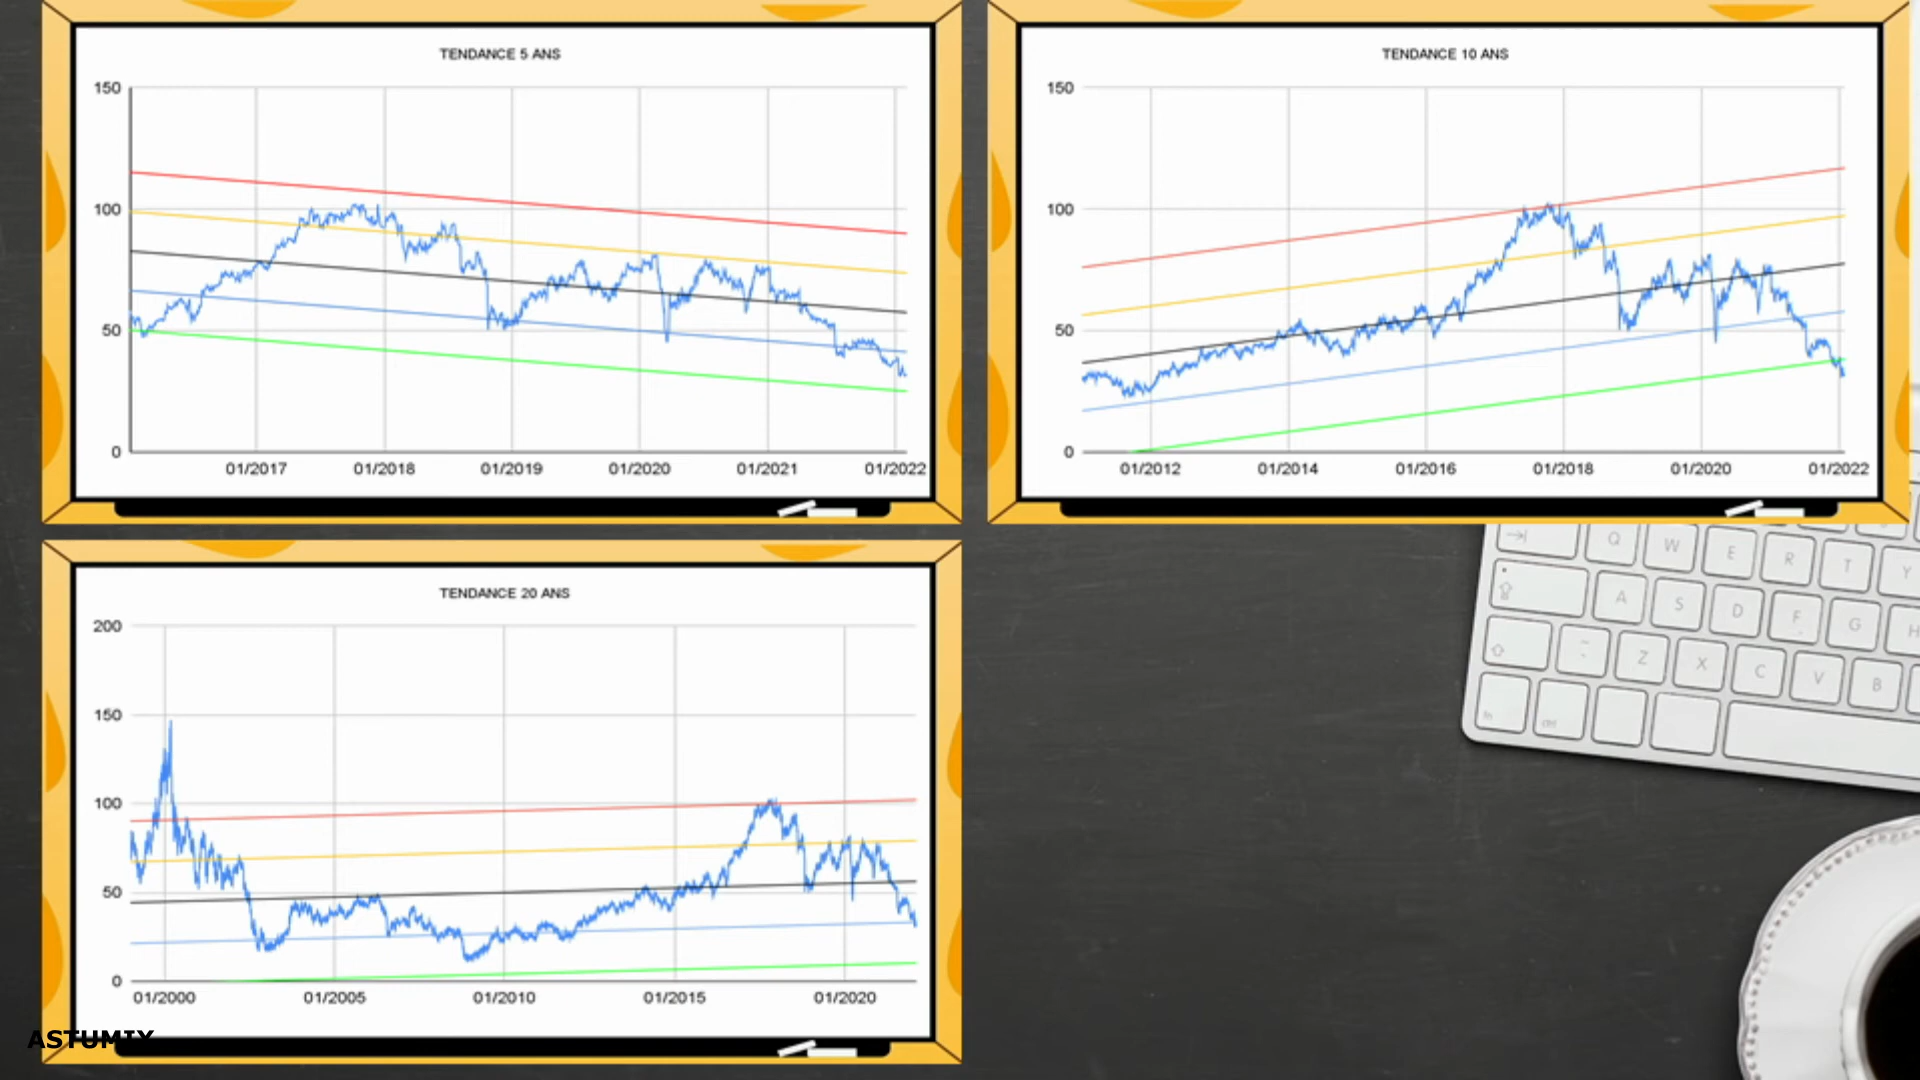 TENDANCE 5 ANS
150
100
50
0
01/2017 01/2018 01/2019 01/2020 01/2021 01/2022
TENDANCE 10 ANS
150
100
50
0
01/2012 01/2014 01/2016 01/2018 01/2020 01/2022
TENDANCE 20 ANS
200
150
100
50
0
01/2000 01/2005 01/2010 01/2015 01/2020
ASTUMIX
Q W E R T Y
A S D F G H
Z X C V B
fn ctrl